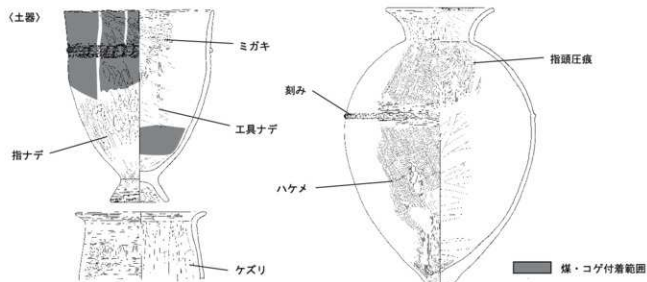 〈土器〉
ミガキ
指頭圧痕
刻み
工具ナデ
指ナデ
ハケメ
ケズリ
煤・コゲ付着範囲